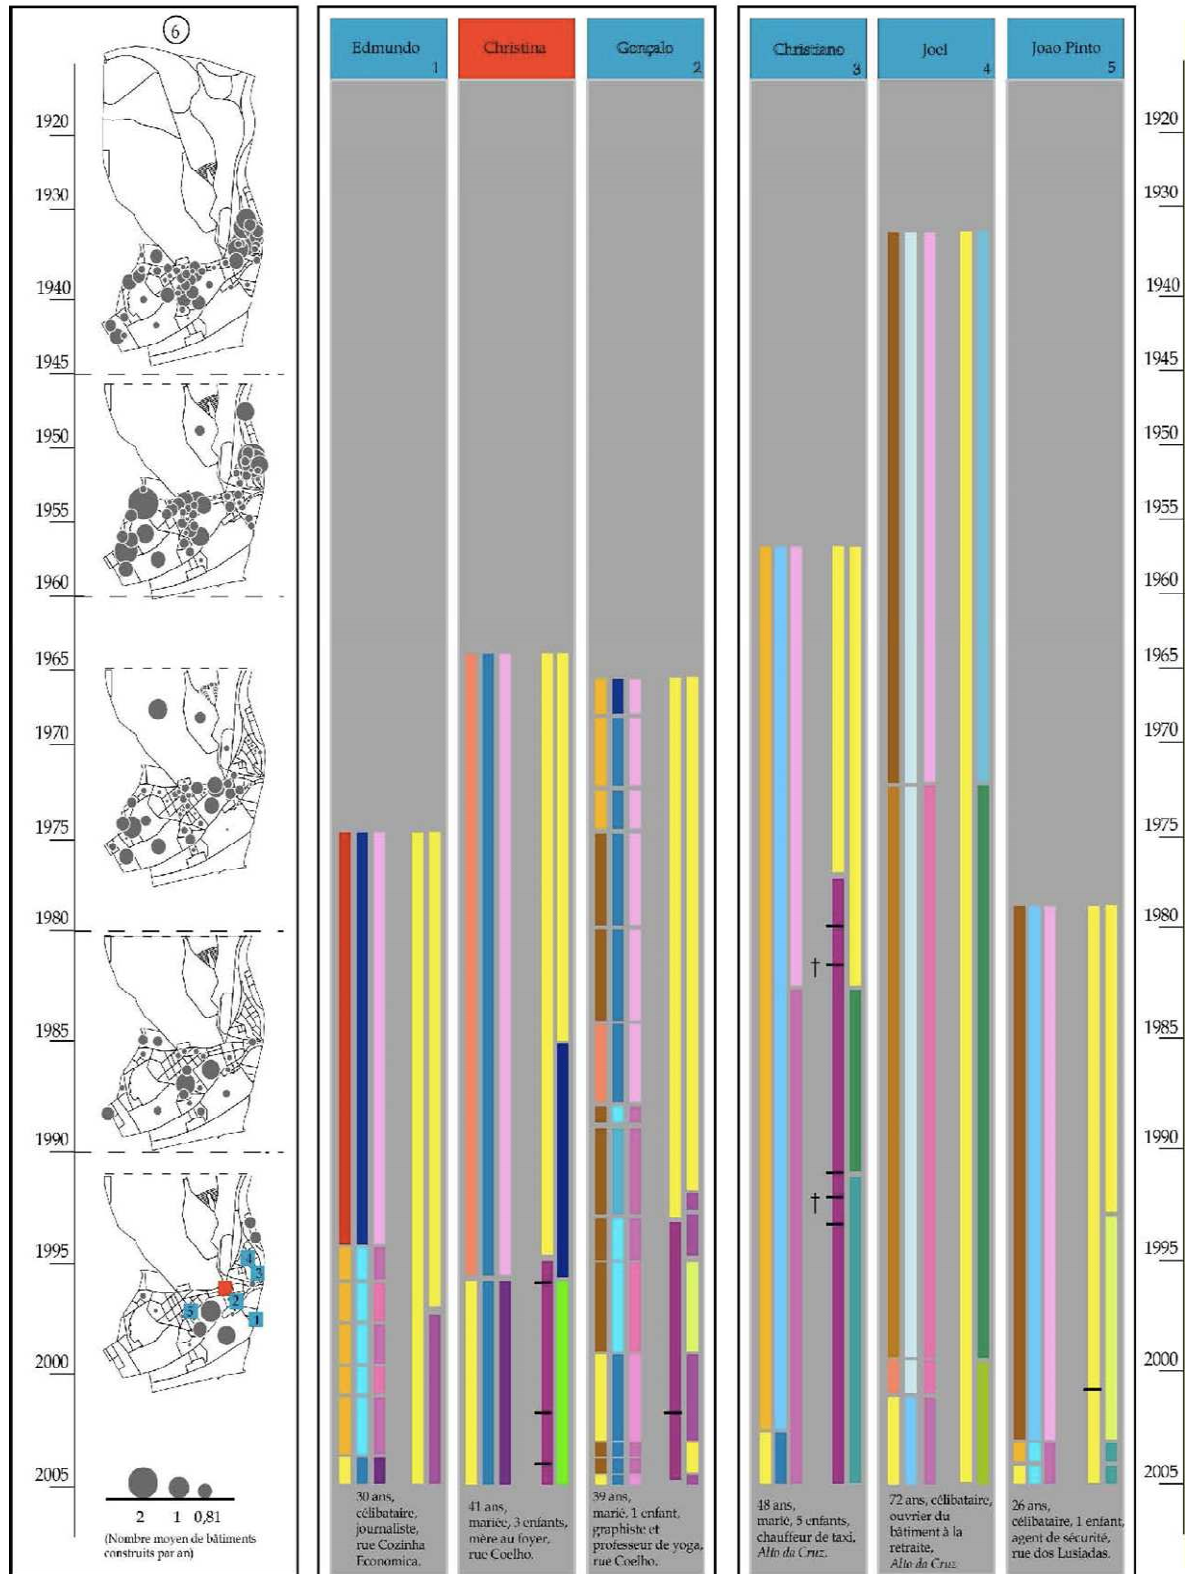 6
1920
1930
1940
1945
1950
1955
1960
1965
1970
1975
1980
1985
1990
1995
2000
2005
4
3
2
5
1
2 1 0,81
(Nombre moyen de bâtiments
construits par an)
Edmundo
1
Christina
Gonçalo
2
30 ans,
célibataire,
journaliste,
rue Cozinha
Economica.
41 ans,
mariée, 3 enfants,
mère au foyer,
rue Coelho.
39 ans,
marié, 1 enfant,
graphiste et
professeur de yoga,
rue Coelho.
Christiano
3
Joel
4
Joao Pinto
5
†
†
48 ans,
marié, 5 enfants,
chauffeur de taxi.
Alto da Cruz.
72 ans, célibataire,
ouvrier du
bâtiment à la
retraite,
Alto da Cruz
26 ans,
célibataire, 1 enfant,
agent de sécurité,
rue dos Lusiadas.
1920
1930
1940
1945
1950
1955
1960
1965
1970
1975
1980
1985
1990
1995
2000
2005